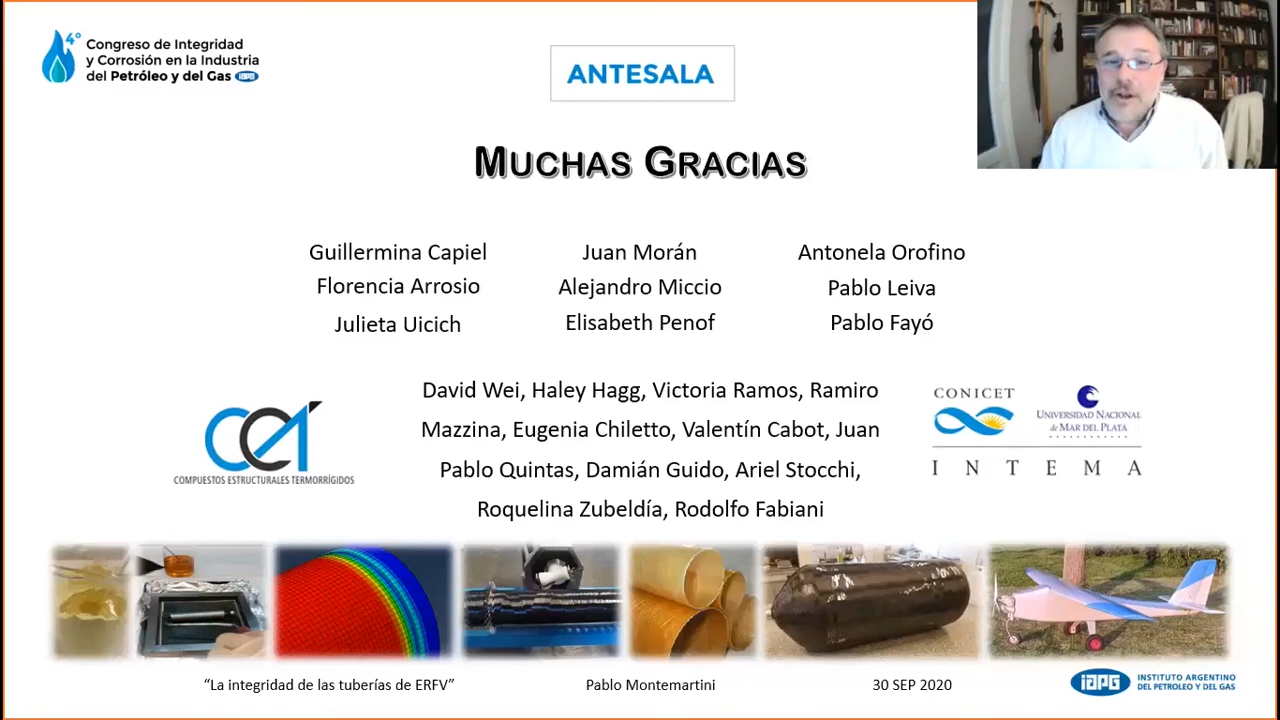 4°
Congreso de Integridad
y Corrosión en la Industria
del Petróleo y del Gas iapg
ANTESALA
MUCHAS GRACIAS
Guillermina Capiel
Juan Morán
Antonela Orofino
Florencia Arrosio
Alejandro Miccio
Pablo Leiva
Julieta Uicich
Elisabeth Penof
Pablo Fayó
David Wei, Haley Hagg, Victoria Ramos, Ramiro
Mazzina, Eugenia Chiletto, Valentín Cabot, Juan
Pablo Quintas, Damián Guido, Ariel Stocchi,
Roquelina Zubeldía, Rodolfo Fabiani
COMPUESTOS ESTRUCTURALES TERMORRÍGIDOS
CONICET
UNIVERSIDAD NACIONAL
DE MAR DEL PLATA
INTEMA
“La integridad de las tuberías de ERFV”
Pablo Montemartini
30 SEP 2020
iapg
INSTITUTO ARGENTINO
DEL PETROLEO Y DEL GAS